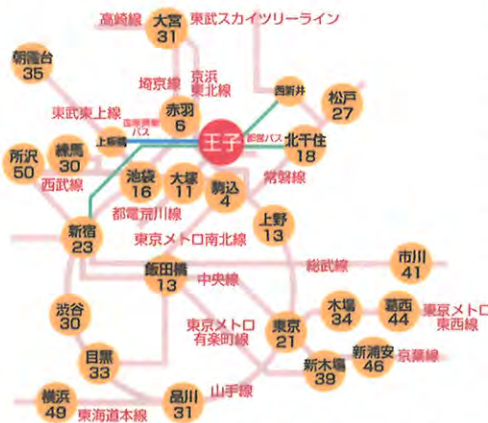 高崎線
大宮
31
東武スカイツリーライン
朝霞台
35
埼京線
京浜
東北線
西新井
松戸
27
東武東上線
国際興業
バス
赤羽
6
上板橋
王子
都営バス
北千住
18
所沢
50
練馬
30
西武線
池袋
16
大塚
11
駒込
4
常磐線
都電荒川線
上野
13
新宿
23
東京メトロ南北線
飯田橋
13
中央線
総武線
市川
41
渋谷
30
東京メトロ
有楽町線
東京
21
木場
34
葛西
44
東京メトロ
東西線
目黒
33
新木場
39
新浦安
46
京葉線
横浜
49
東海道本線
品川
31
山手線